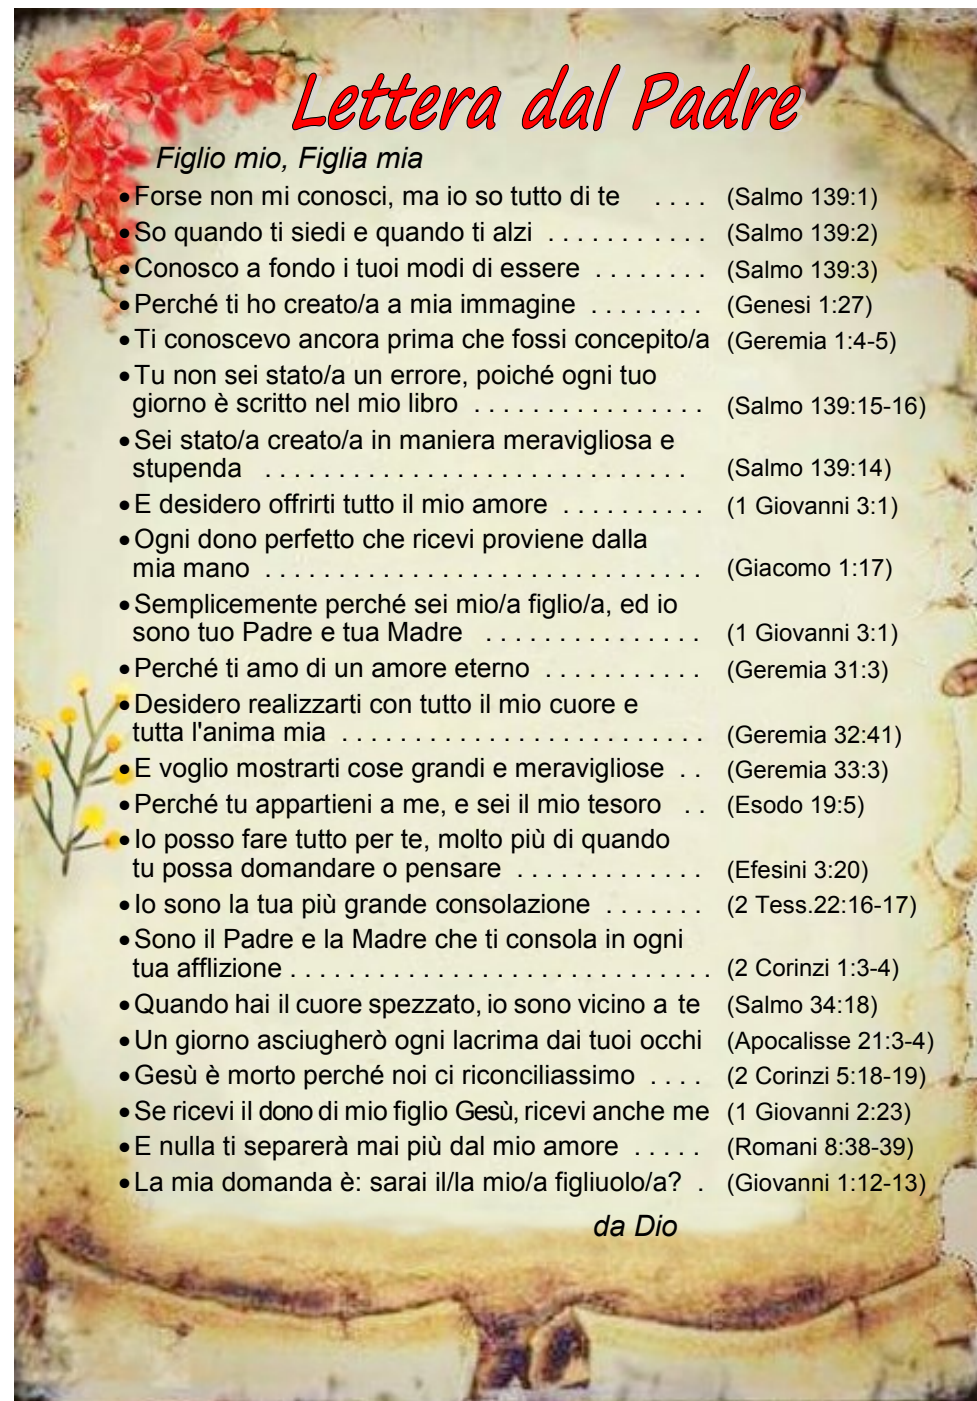 Lettera dal Padre
Figlio mio, Figlia mia
•Forse non mi conosci, ma io so tutto di te . . . . (Salmo 139:1)
•So quando ti siedi e quando ti alzi . . . . . . . . . . . (Salmo 139:2)
•Conosco a fondo i tuoi modi di essere . . . . . . . . (Salmo 139:3)
•Perché ti ho creato/a a mia immagine . . . . . . . . (Genesi 1:27)
•Ti conoscevo ancora prima che fossi concepito/a (Geremia 1:4-5)
•Tu non sei stato/a un errore, poiché ogni tuo
giorno è scritto nel mio libro . . . . . . . . . . . . . . . . (Salmo 139:15-16)
•Sei stato/a creato/a in maniera meravigliosa e
stupenda . . . . . . . . . . . . . . . . . . . . . . . . . . . . . (Salmo 139:14)
•E desidero offrirti tutto il mio amore . . . . . . . . . . (1 Giovanni 3:1)
•Ogni dono perfetto che ricevi proviene dalla
mia mano . . . . . . . . . . . . . . . . . . . . . . . . . . . . . . (Giacomo 1:17)
•Semplicemente perché sei mio/a figlio/a, ed io
sono tuo Padre e tua Madre . . . . . . . . . . . . . . . (1 Giovanni 3:1)
•Perché ti amo di un amore eterno . . . . . . . . . . . (Geremia 31:3)
•Desidero realizzarti con tutto il mio cuore e
tutta l'anima mia . . . . . . . . . . . . . . . . . . . . . . . . . (Geremia 32:41)
•E voglio mostrarti cose grandi e meravigliose . . (Geremia 33:3)
•Perché tu appartieni a me, e sei il mio tesoro . . (Esodo 19:5)
•Io posso fare tutto per te, molto più di quando
tu possa domandare o pensare . . . . . . . . . . . . . (Efesini 3:20)
•Io sono la tua più grande consolazione . . . . . . . (2 Tess.22:16-17)
•Sono il Padre e la Madre che ti consola in ogni
tua afflizione . . . . . . . . . . . . . . . . . . . . . . . . . . . . . (2 Corinzi 1:3-4)
•Quando hai il cuore spezzato, io sono vicino a te (Salmo 34:18)
•Un giorno asciugherò ogni lacrima dai tuoi occhi (Apocalisse 21:3-4)
•Gesù è morto perché noi ci riconciliassimo . . . . (2 Corinzi 5:18-19)
•Se ricevi il dono di mio figlio Gesù, ricevi anche me (1 Giovanni 2:23)
•E nulla ti separerà mai più dal mio amore . . . . . (Romani 8:38-39)
•La mia domanda è: sarai il/la mio/a figliuolo/a? . (Giovanni 1:12-13)
da Dio